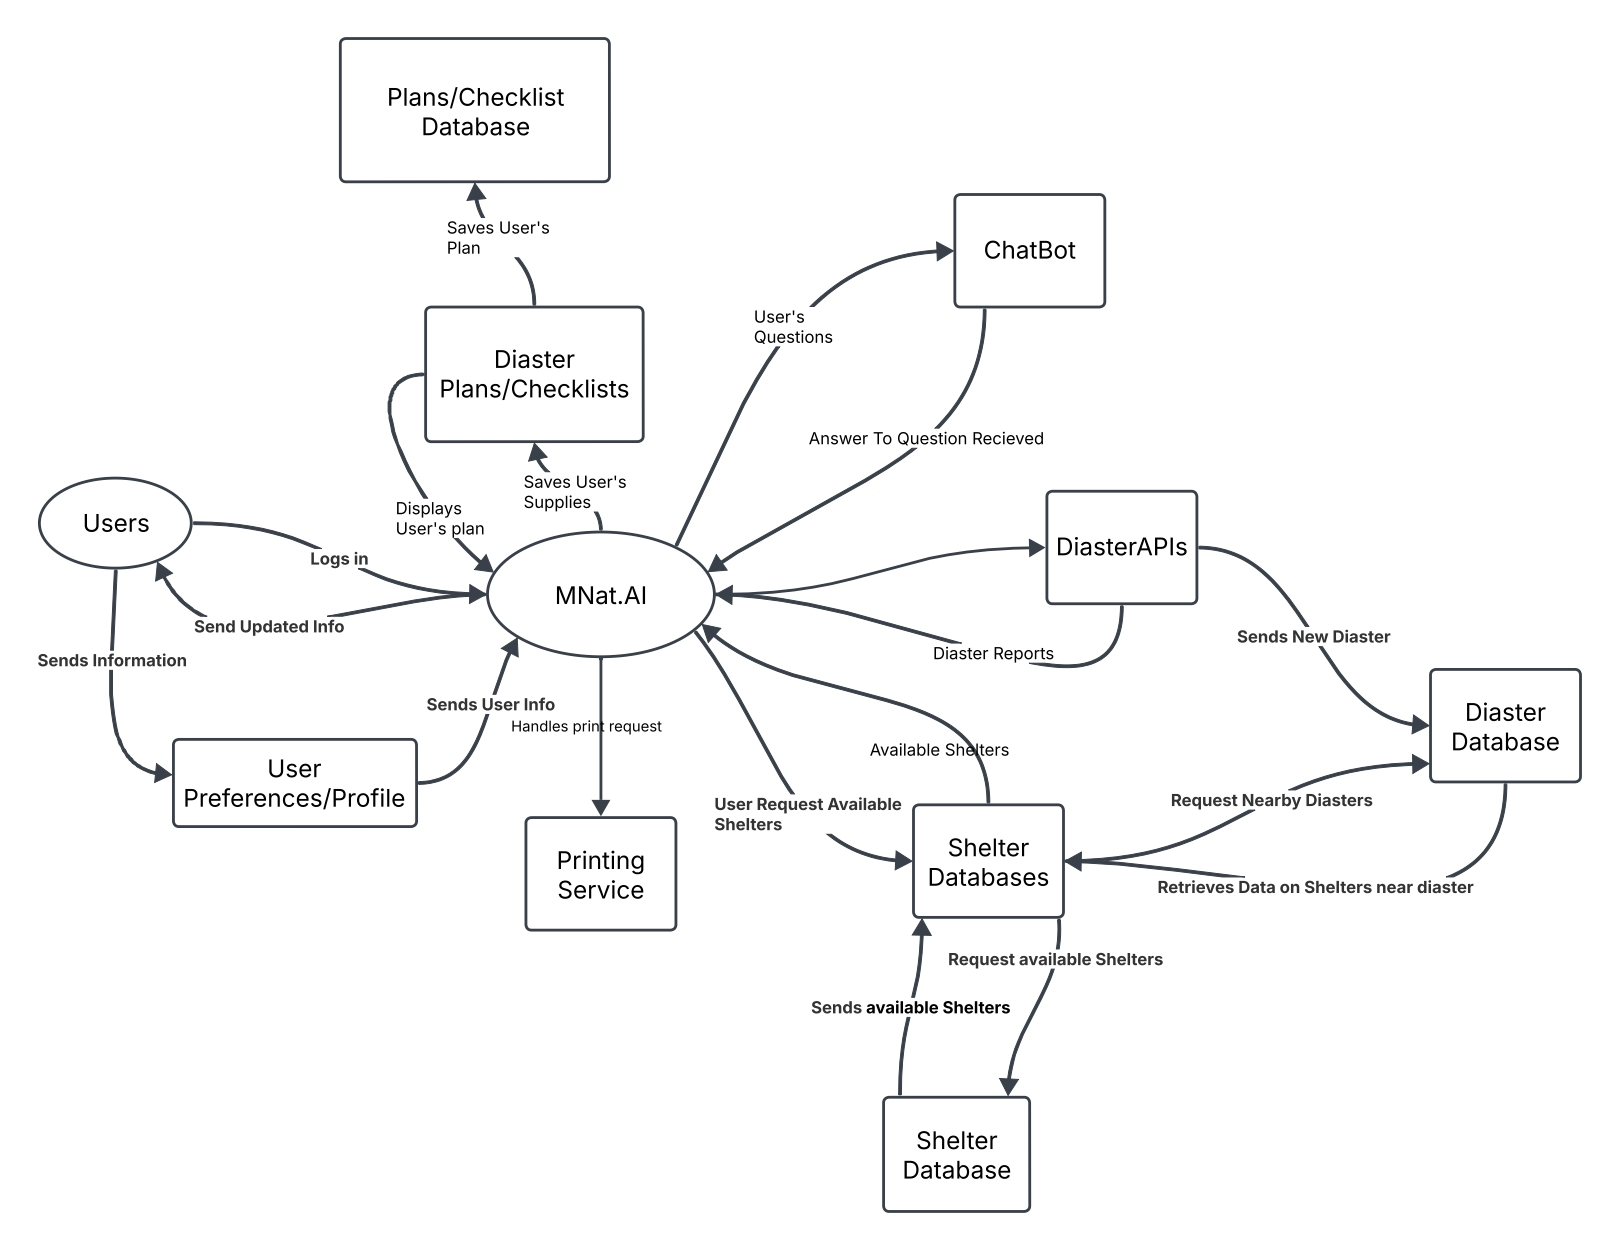 Plans/Checklist
Database
Saves User's
Plan
ChatBot
User's
Questions
Diaster
Plans/Checklists
Answer To Question Recieved
Saves User's
Supplies
Displays
User's plan
Users
Logs in
DiasterAPIs
MNat.AI
Send Updated Info
Sends New Diaster
Diaster Reports
Sends Information
Sends User Info
Handles print request
Diaster
Database
Available Shelters
User
Preferences/Profile
User Request Available
Shelters
Request Nearby Diasters
Printing
Service
Shelter
Databases
Retrieves Data on Shelters near diaster
Request available Shelters
Sends available Shelters
Shelter
Database